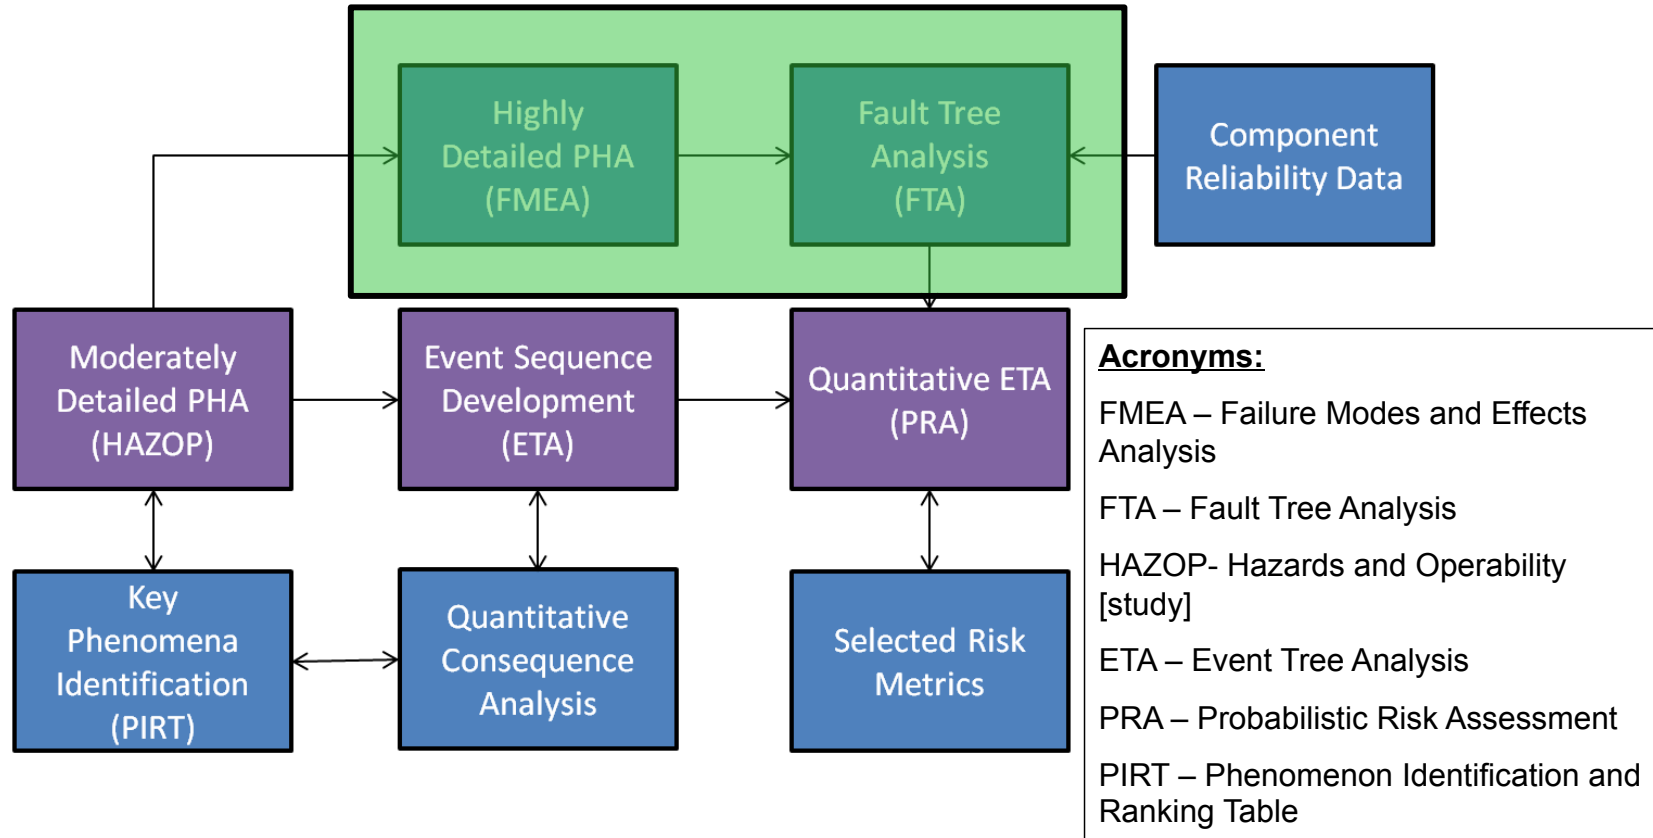 Highly
Detailed PHA
(FMEA)
Fault Tree
Analysis
(FTA)
Component
Reliability Data
Moderately
Detailed PHA
(HAZOP)
Event Sequence
Development
(ETA)
Quantitative ETA
(PRA)
Key
Phenomena
Identification
(PIRT)
Quantitative
Consequence
Analysis
Selected Risk
Metrics
Acronyms:
FMEA – Failure Modes and Effects
Analysis
FTA – Fault Tree Analysis
HAZOP- Hazards and Operability
[study]
ETA – Event Tree Analysis
PRA – Probabilistic Risk Assessment
PIRT – Phenomenon Identification and
Ranking Table